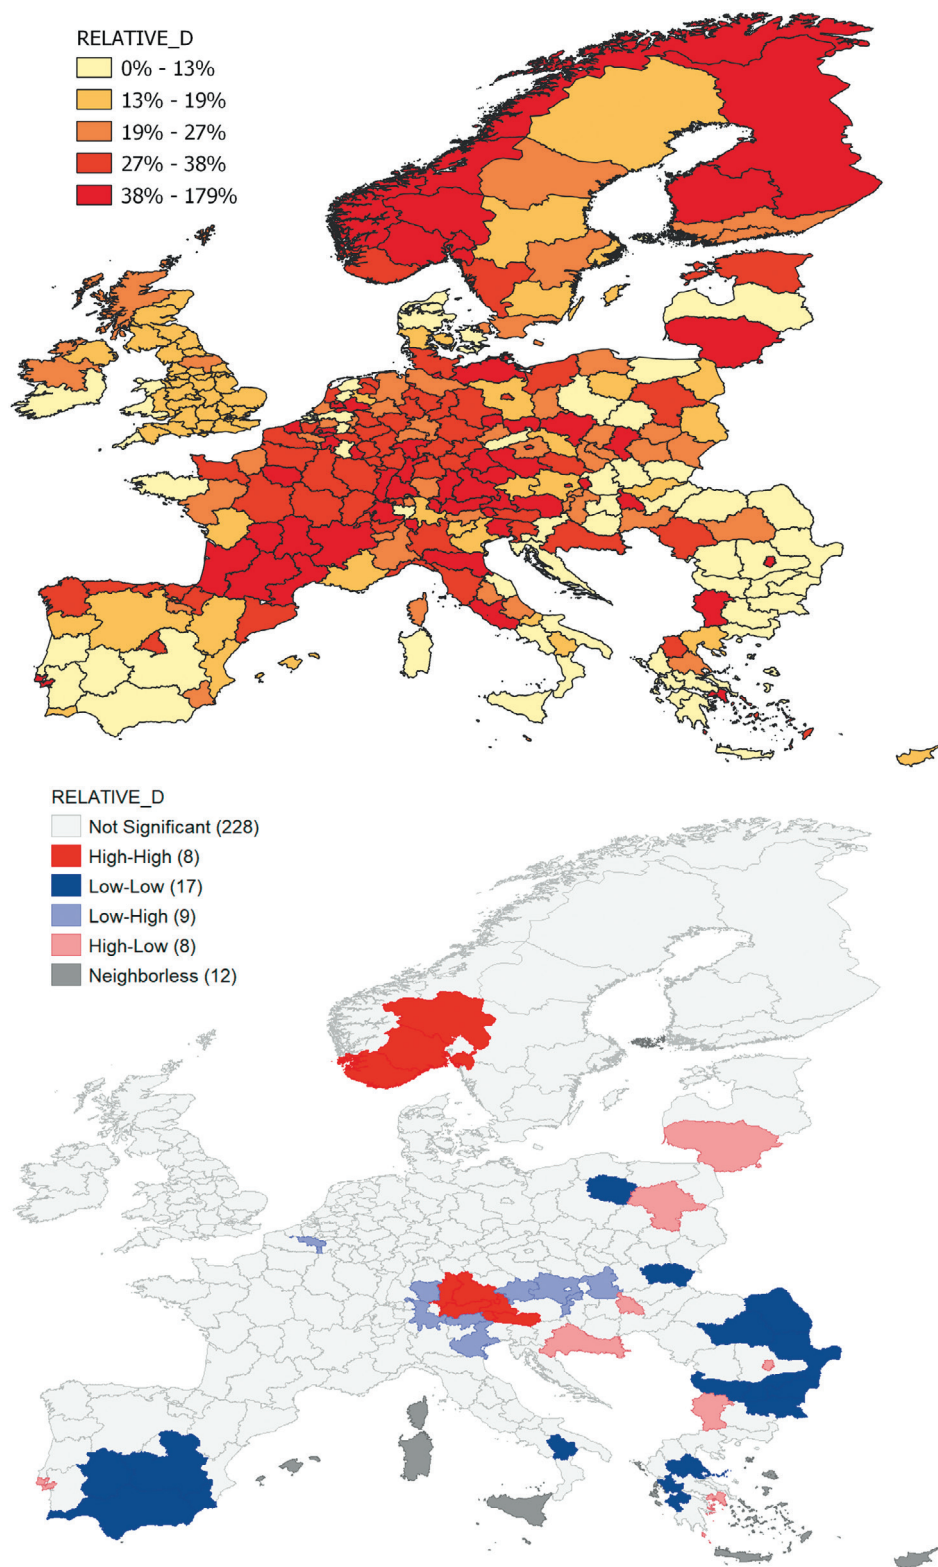 RELATIVE_D
0% - 13%
13% - 19%
19% - 27%
27% - 38%
38% - 179%
RELATIVE_D
Not Significant (228)
High-High (8)
Low-Low (17)
Low-High (9)
High-Low (8)
Neighborless (12)